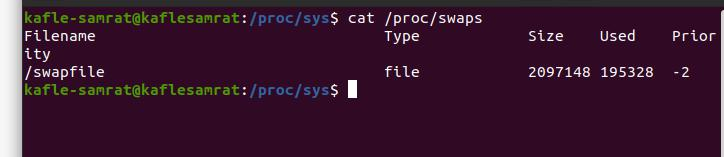 kafle-samrat@kaflesamrat:/proc/sys$ cat /proc/swaps
Filename Type Size Used Prior
ity
/swapfile file 2097148 195328 -2
kafle-samrat@kaflesamrat:/proc/sys$